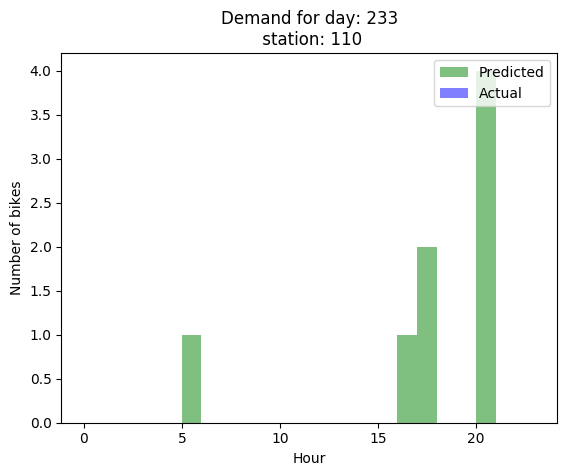 Demand for day: 233
station: 110
Predicted
Actual
4.0
3.5
3.0
2.5
2.0
1.5
1.0
0.5
0.0
Number of bikes
0 5 10 15 20
Hour